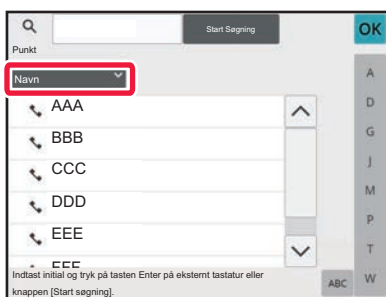 Start Søgning
OK
Punkt
Navn
AAA
BBB
CCC
DDD
EEE
FFF
A
D
G
J
M
P
T
W
ABC
Indtast initial og tryk på tasten Enter på eksternt tastatur eller
knappen [Start søgning].